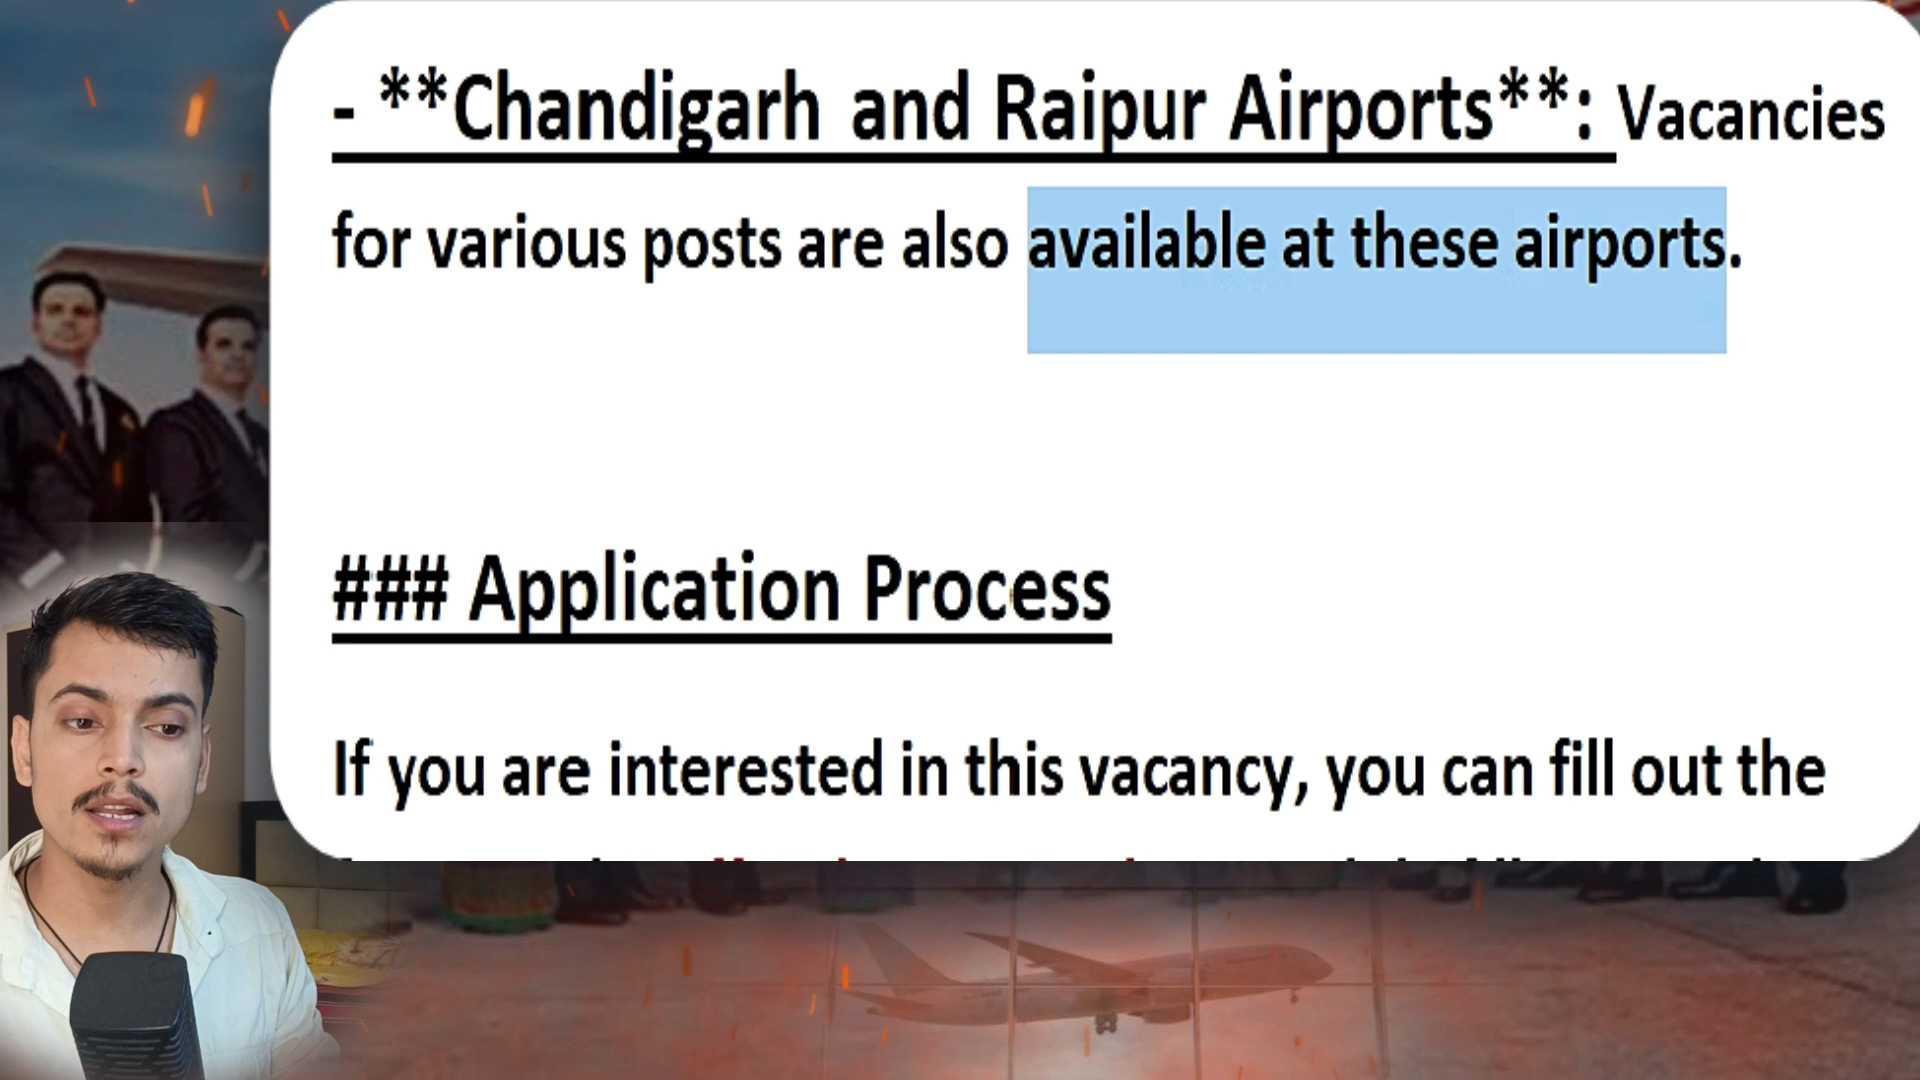 - **Chandigarh and Raipur Airports**: Vacancies
for various posts are also available at these airports.
### Application Process
If you are interested in this vacancy, you can fill out the